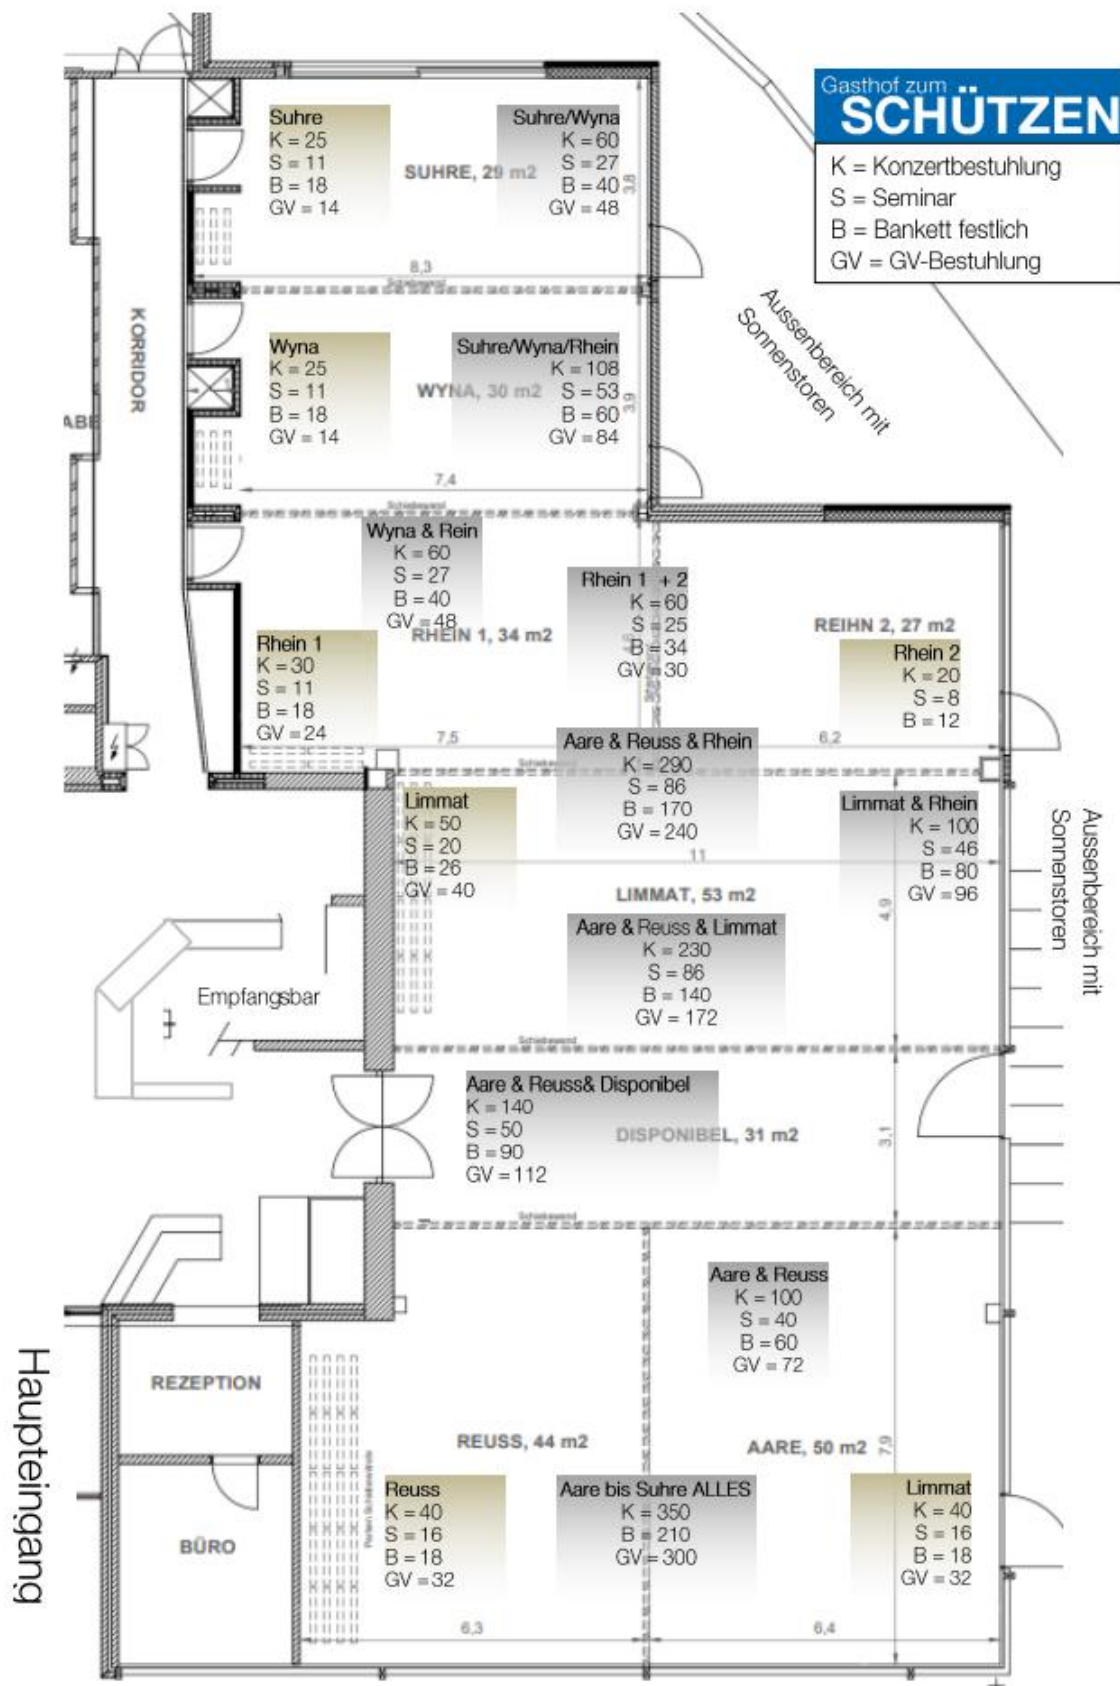 Gasthof zum
SCHÜTZEN
K = Konzertbestuhlung
S = Seminar
B = Bankett festlich
GV = GV-Bestuhlung
Suhre
K = 25
S = 11
B = 18
GV = 14
SUHRE, 29 m2
Suhre/Wyna
K = 60
S = 27
B = 40
GV = 48
3,8
8,3
Schiebewand
KORRIDOR
Aussenbereich mit
Sonnenstoren
Wyna
K = 25
S = 11
B = 18
GV = 14
WYNA, 30 m2
Suhre/Wyna/Rhein
K = 108
S = 53
B = 60
GV = 84
3,9
ABE
7,4
Schiebewand
Wyna & Rein
K = 60
S = 27
B = 40
GV = 48
RHEIN 1, 34 m2
Rhein 1 + 2
K = 60
S = 25
B = 34
GV = 30
REIHN 2, 27 m2
Rhein 2
K = 20
S = 8
B = 12
Rhein 1
K = 30
S = 11
B = 18
GV = 24
7,5
6,2
Aare & Reuss & Rhein
K = 290
S = 86
B = 170
GV = 240
Limmat
K = 50
S = 20
B = 26
GV = 40
Limmat & Rhein
K = 100
S = 46
B = 80
GV = 96
11
LIMMAT, 53 m2
4,9
Aussenbereich mit
Sonnenstoren
Aare & Reuss & Limmat
K = 230
S = 86
B = 140
GV = 172
Empfangsbar
Schiebewand
Aare & Reuss& Disponibel
K = 140
S = 50
B = 90
GV = 112
DISPONIBEL, 31 m2
3,1
Schiebewand
Aare & Reuss
K = 100
S = 40
B = 60
GV = 72
REZEPTION
REUSS, 44 m2
AARE, 50 m2
7,9
Haupteingang
Reuss
K = 40
S = 16
B = 18
GV = 32
Aare bis Suhre ALLES
K = 350
B = 210
GV = 300
Limmat
K = 40
S = 16
B = 18
GV = 32
BÜRO
6,3
6,4